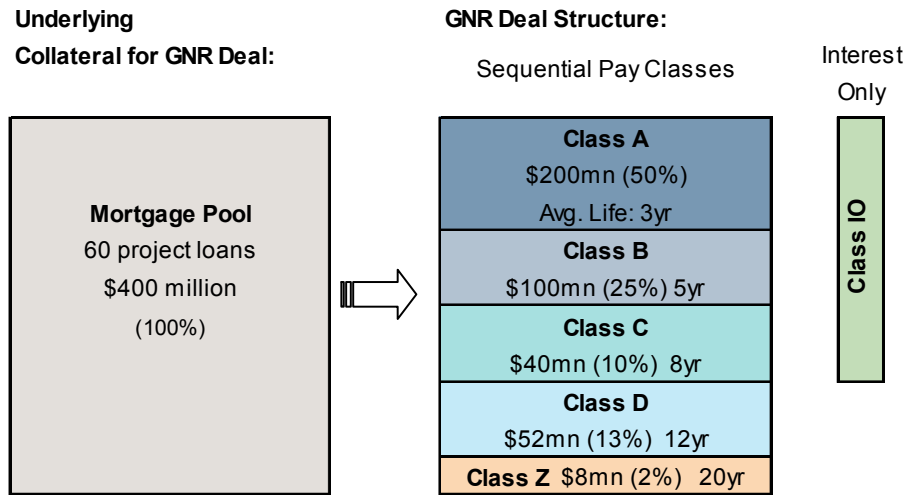 Underlying
Collateral for GNR Deal:
GNR Deal Structure:
Sequential Pay Classes
Interest
Only
Mortgage Pool
60 project loans
$400 million
(100%)
Class A
$200mn (50%)
Avg. Life: 3yr
Class B
$100mn (25%) 5yr
Class C
$40mn (10%) 8yr
Class D
$52mn (13%) 12yr
Class Z $8mn (2%) 20yr
Class IO